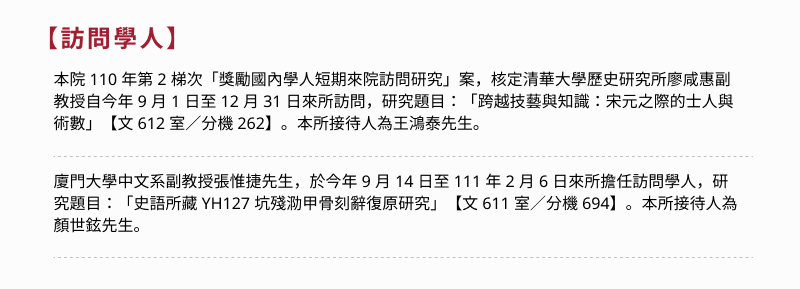 【訪問學人】
本院 110 年第 2 梯次「獎勵國內學人短期來院訪問研究」案，核定清華大學歷史研究所廖咸惠副
教授自今年 9 月 1 日至 12 月 31 日來所訪問，研究題目：「跨越技藝與知識：宋元之際的士人與
術數」【文 612 室／分機 262】。本所接待人為王鴻泰先生。
廈門大學中文系副教授張惟捷先生，於今年 9 月 14 日至 111 年 2 月 6 日來所擔任訪問學人，研
究題目：「史語所藏 YH127 坑殘泐甲骨刻辭復原研究」【文 611 室／分機 694】。本所接待人為
顏世鉉先生。